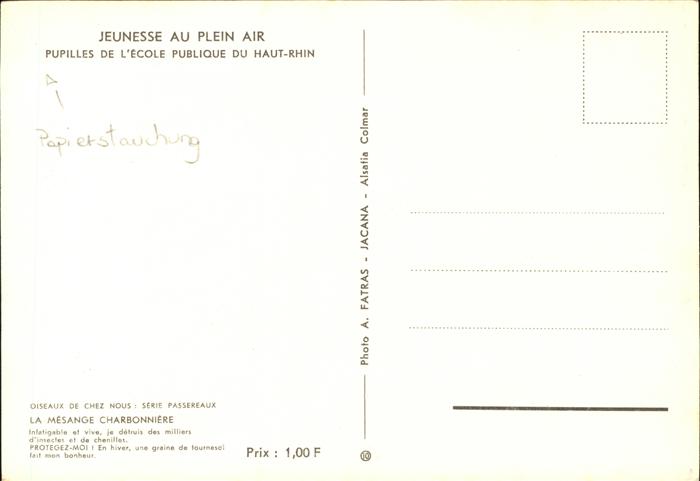 JEUNESSE AU PLEIN AIR
PUPILLES DE L'ÉCOLE PUBLIQUE DU HAUT-RHIN
Papierstauchung
Photo A. FATRAS - JACANA - Alsatia Colmar
10
OISEAUX DE CHEZ NOUS : SÉRIE PASSEREAUX
LA MÉSANGE CHARBONNIÈRE
Infatigable et vive, je détruis des milliers
d'insectes et de chenilles.
PROTEGEZ-MOI ! En hiver, une graine de tournesol
fait mon bonheur.
Prix : 1,00 F